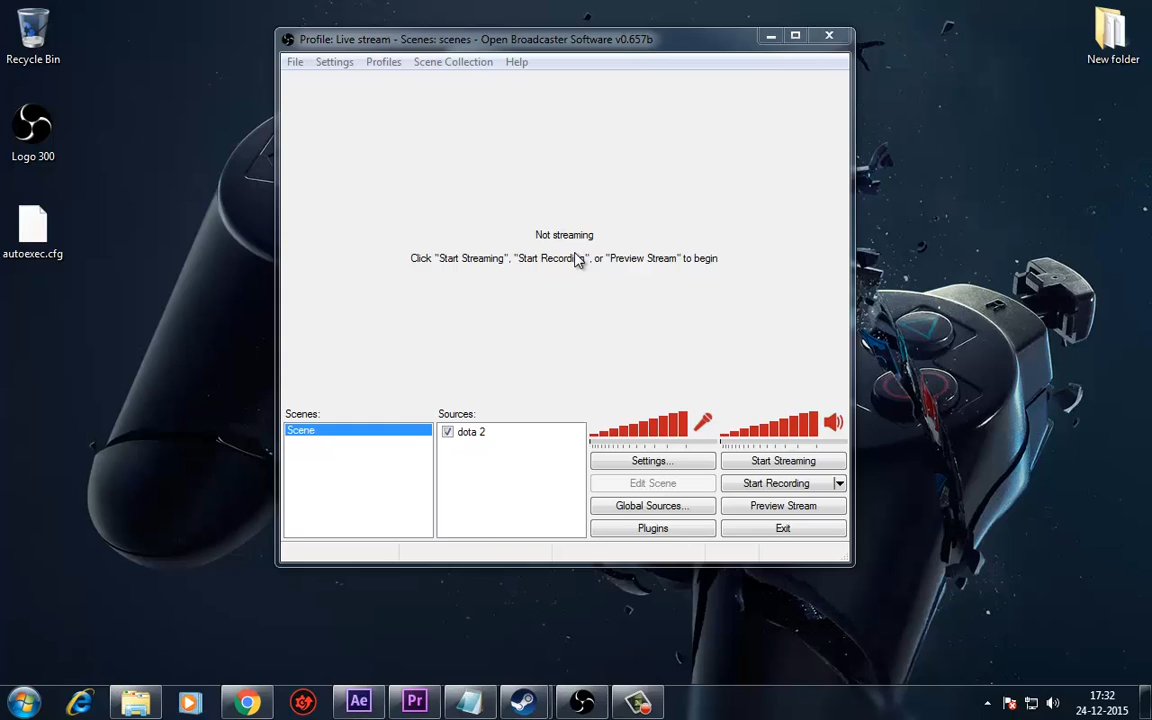 Recycle Bin
Logo 300
autoexec.cfg
New folder
Profile: Live stream - Scenes: scenes - Open Broadcaster Software v0.657b
File Settings Profiles Scene Collection Help
Not streaming
Click "Start Streaming", "Start Recording", or "Preview Stream" to begin
Scenes:
Scene
Sources:
dota 2
Settings... Start Streaming
Edit Scene Start Recording
Global Sources... Preview Stream
Plugins Exit
Ae
Pr
17:32
24-12-2015